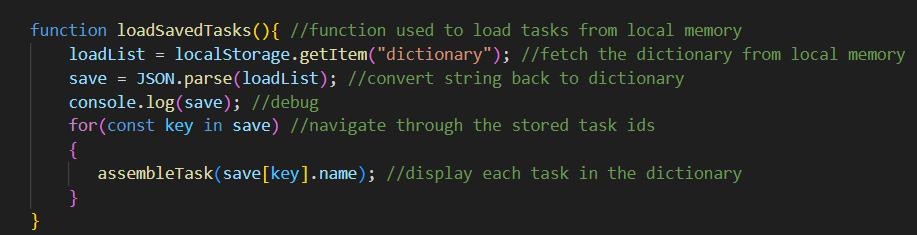 function loadSavedTasks(){ //function used to load tasks from local memory
loadList = localStorage.getItem("dictionary"); //fetch the dictionary from local memory
save = JSON.parse(loadList); //convert string back to dictionary
console.log(save); //debug
for(const key in save) //navigate through the stored task ids
{
assembleTask(save[key].name); //display each task in the dictionary
}
}